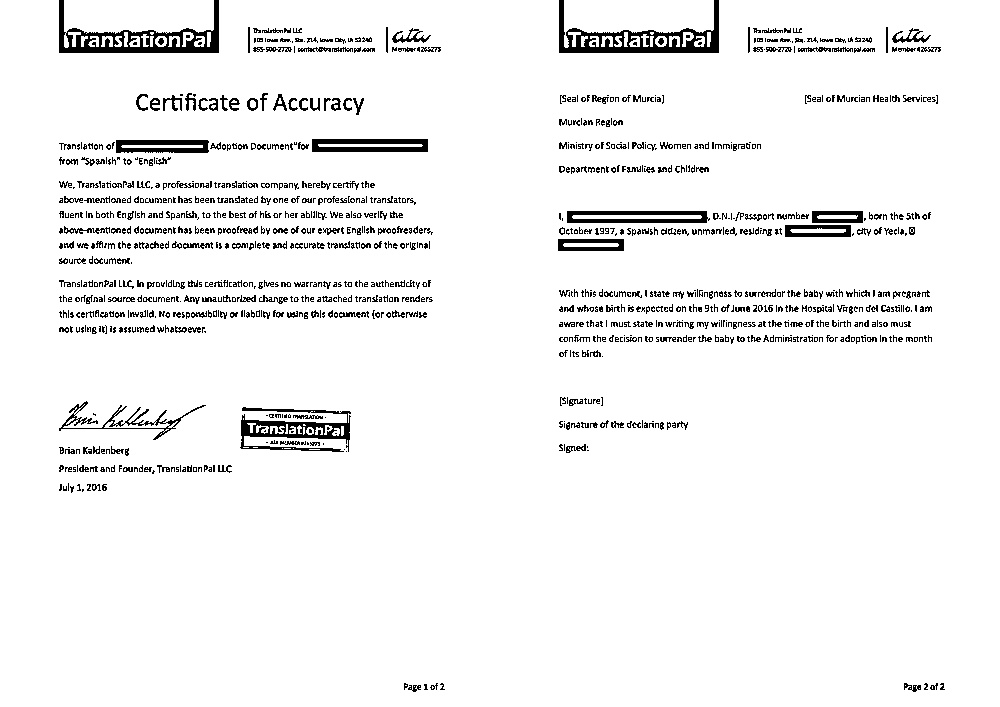 TranslationPal
TranslationPal LLC
105 Iowa Ave., Ste. 214, Iowa City, IA 52240
855-500-2720 | contact@translationpal.com
ata
Member #265275
Certificate of Accuracy
Translation of Adoption Document" for
from "Spanish" to "English"
We, TranslationPal LLC, a professional translation company, hereby certify the
above-mentioned document has been translated by one of our professional translators,
fluent in both English and Spanish, to the best of his or her ability. We also verify the
above-mentioned document has been proofread by one of our expert English proofreaders,
and we affirm the attached document is a complete and accurate translation of the original
source document.
TranslationPal LLC, in providing this certification, gives no warranty as to the authenticity of
the original source document. Any unauthorized change to the attached translation renders
this certification invalid. No responsibility or liability for using this document (or otherwise
not using it) is assumed whatsoever.
Brian Kaldenberg
- CERTIFIED TRANSLATION -
TranslationPal
- ATA MEMBER #265275 -
Brian Kaldenberg
President and Founder, TranslationPal LLC
July 1, 2016
Page 1 of 2
TranslationPal
TranslationPal LLC
105 Iowa Ave., Ste. 214, Iowa City, IA 52240
855-500-2720 | contact@translationpal.com
ata
Member #265275
[Seal of Region of Murcia] [Seal of Murcian Health Services]
Murcian Region
Ministry of Social Policy, Women and Immigration
Department of Families and Children
I, , D.N.I./Passport number , born the 5th of
October 1997, a Spanish citizen, unmarried, residing at , city of Yecla,
With this document, I state my willingness to surrender the baby with which I am pregnant
and whose birth is expected on the 9th of June 2016 in the Hospital Virgen del Castillo. I am
aware that I must state in writing my willingness at the time of the birth and also must
confirm the decision to surrender the baby to the Administration for adoption in the month
of its birth.
[Signature]
Signature of the declaring party
Signed:
Page 2 of 2